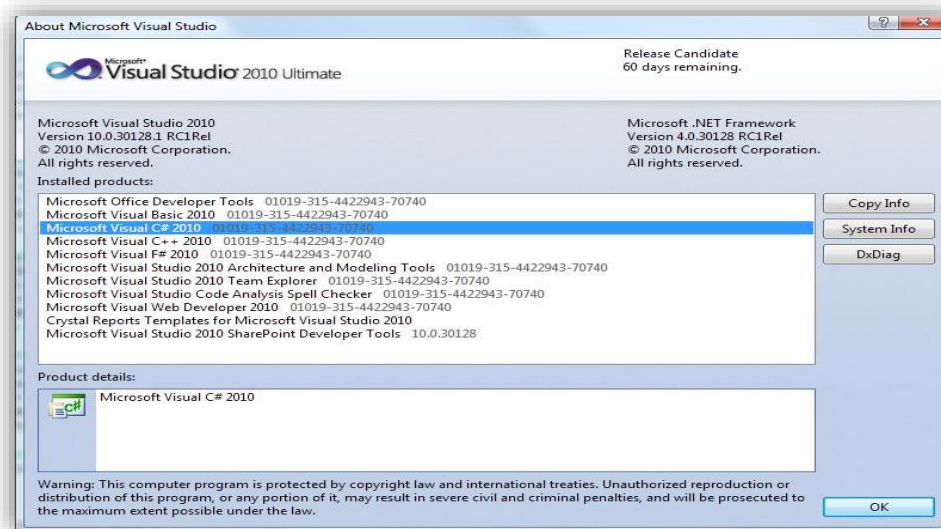 About Microsoft Visual Studio
Microsoft®
Visual Studio® 2010 Ultimate
Release Candidate
60 days remaining.
Microsoft Visual Studio 2010
Version 10.0.30128.1 RC1Rel
© 2010 Microsoft Corporation.
All rights reserved.
Microsoft .NET Framework
Version 4.0.30128 RC1Rel
© 2010 Microsoft Corporation.
All rights reserved.
Installed products:
Microsoft Office Developer Tools 01019-315-4422943-70740
Microsoft Visual Basic 2010 01019-315-4422943-70740
Microsoft Visual C# 2010 01019-315-4422943-70740
Microsoft Visual C++ 2010 01019-315-4422943-70740
Microsoft Visual F# 2010 01019-315-4422943-70740
Microsoft Visual Studio 2010 Architecture and Modeling Tools 01019-315-4422943-70740
Microsoft Visual Studio 2010 Team Explorer 01019-315-4422943-70740
Microsoft Visual Studio Code Analysis Spell Checker 01019-315-4422943-70740
Microsoft Visual Web Developer 2010 01019-315-4422943-70740
Crystal Reports Templates for Microsoft Visual Studio 2010
Microsoft Visual Studio 2010 SharePoint Developer Tools 10.0.30128
Copy Info
System Info
DxDiag
Product details:
C#
Microsoft Visual C# 2010
Warning: This computer program is protected by copyright law and international treaties. Unauthorized reproduction or
distribution of this program, or any portion of it, may result in severe civil and criminal penalties, and will be prosecuted to
the maximum extent possible under the law.
OK